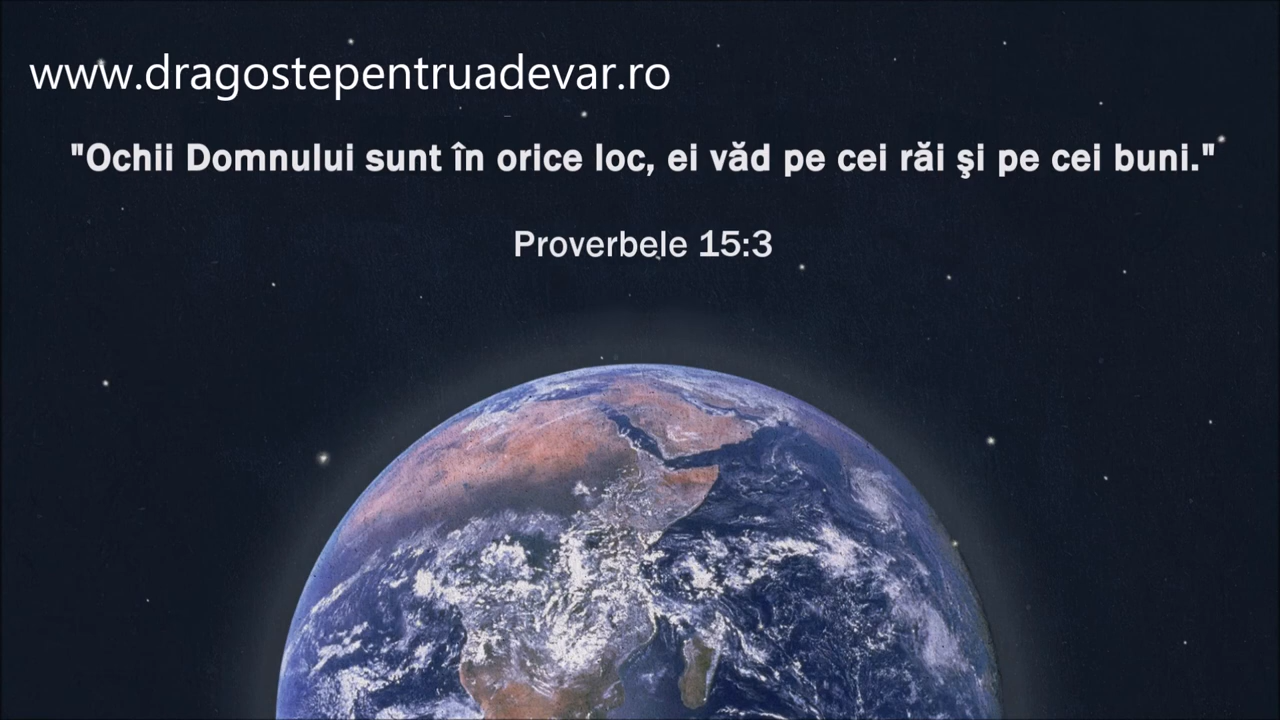 www.dragostepentruadevar.ro
"Ochii Domnului sunt în orice loc, ei văd pe cei răi şi pe cei buni."
Proverbele 15:3